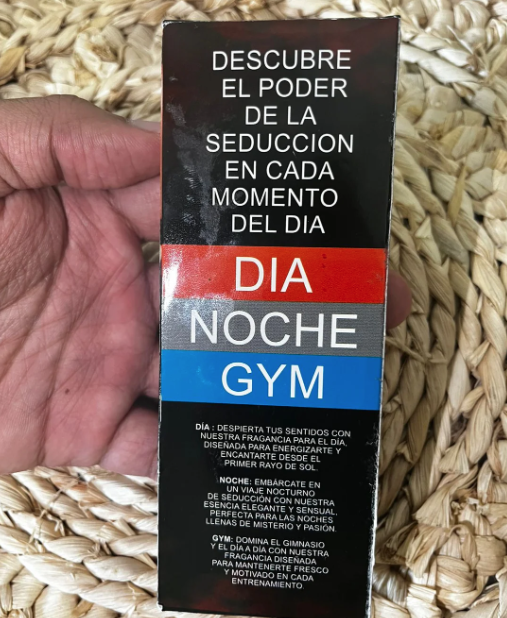 DESCUBRE
EL PODER
DE LA
SEDUCCION
EN CADA
MOMENTO
DEL DIA
DIA
NOCHE
GYM
DÍA : DESPIERTA TUS SENTIDOS CON
NUESTRA FRAGANCIA PARA EL DÍA,
DISEÑADA PARA ENERGIZARTE Y
ENCANTARTE DESDE EL
PRIMER RAYO DE SOL.
NOCHE: EMBÁRCATE EN
UN VIAJE NOCTURNO
DE SEDUCCIÓN CON NUESTRA
ESENCIA ELEGANTE Y SENSUAL,
PERFECTA PARA LAS NOCHES
LLENAS DE MISTERIO Y PASIÓN.
GYM: DOMINA EL GIMNASIO
Y EL DÍA A DÍA CON NUESTRA
FRAGANCIA DISEÑADA
PARA MANTENERTE FRESCO
Y MOTIVADO EN CADA
ENTRENAMIENTO.